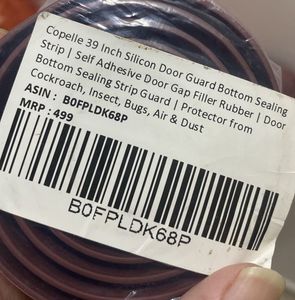 Copelle 39 Inch Silicon Door Guard Bottom Sealing
Strip | Self Adhesive Door Gap Filler Rubber | Door
Bottom Sealing Strip Guard | Protector from
Cockroach, Insect, Bugs, Air & Dust
ASIN : B0FPLDK68P
MRP : 499
B0FPLDK68P